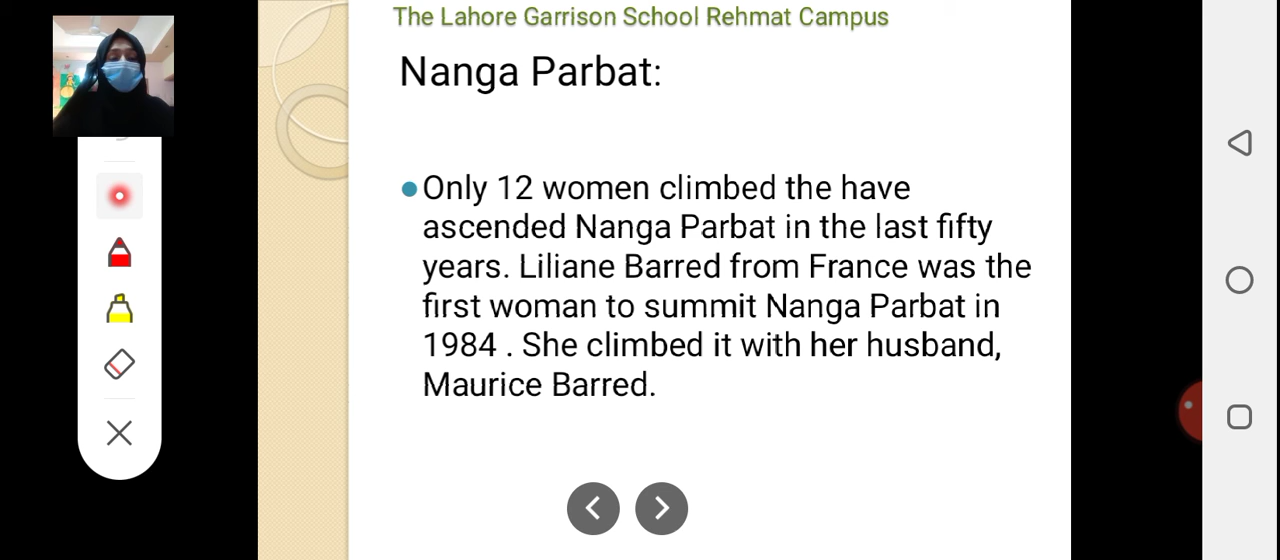 The Lahore Garrison School Rehmat Campus
Nanga Parbat:
Only 12 women climbed the have
ascended Nanga Parbat in the last fifty
years. Liliane Barred from France was the
first woman to summit Nanga Parbat in
1984 . She climbed it with her husband,
Maurice Barred.